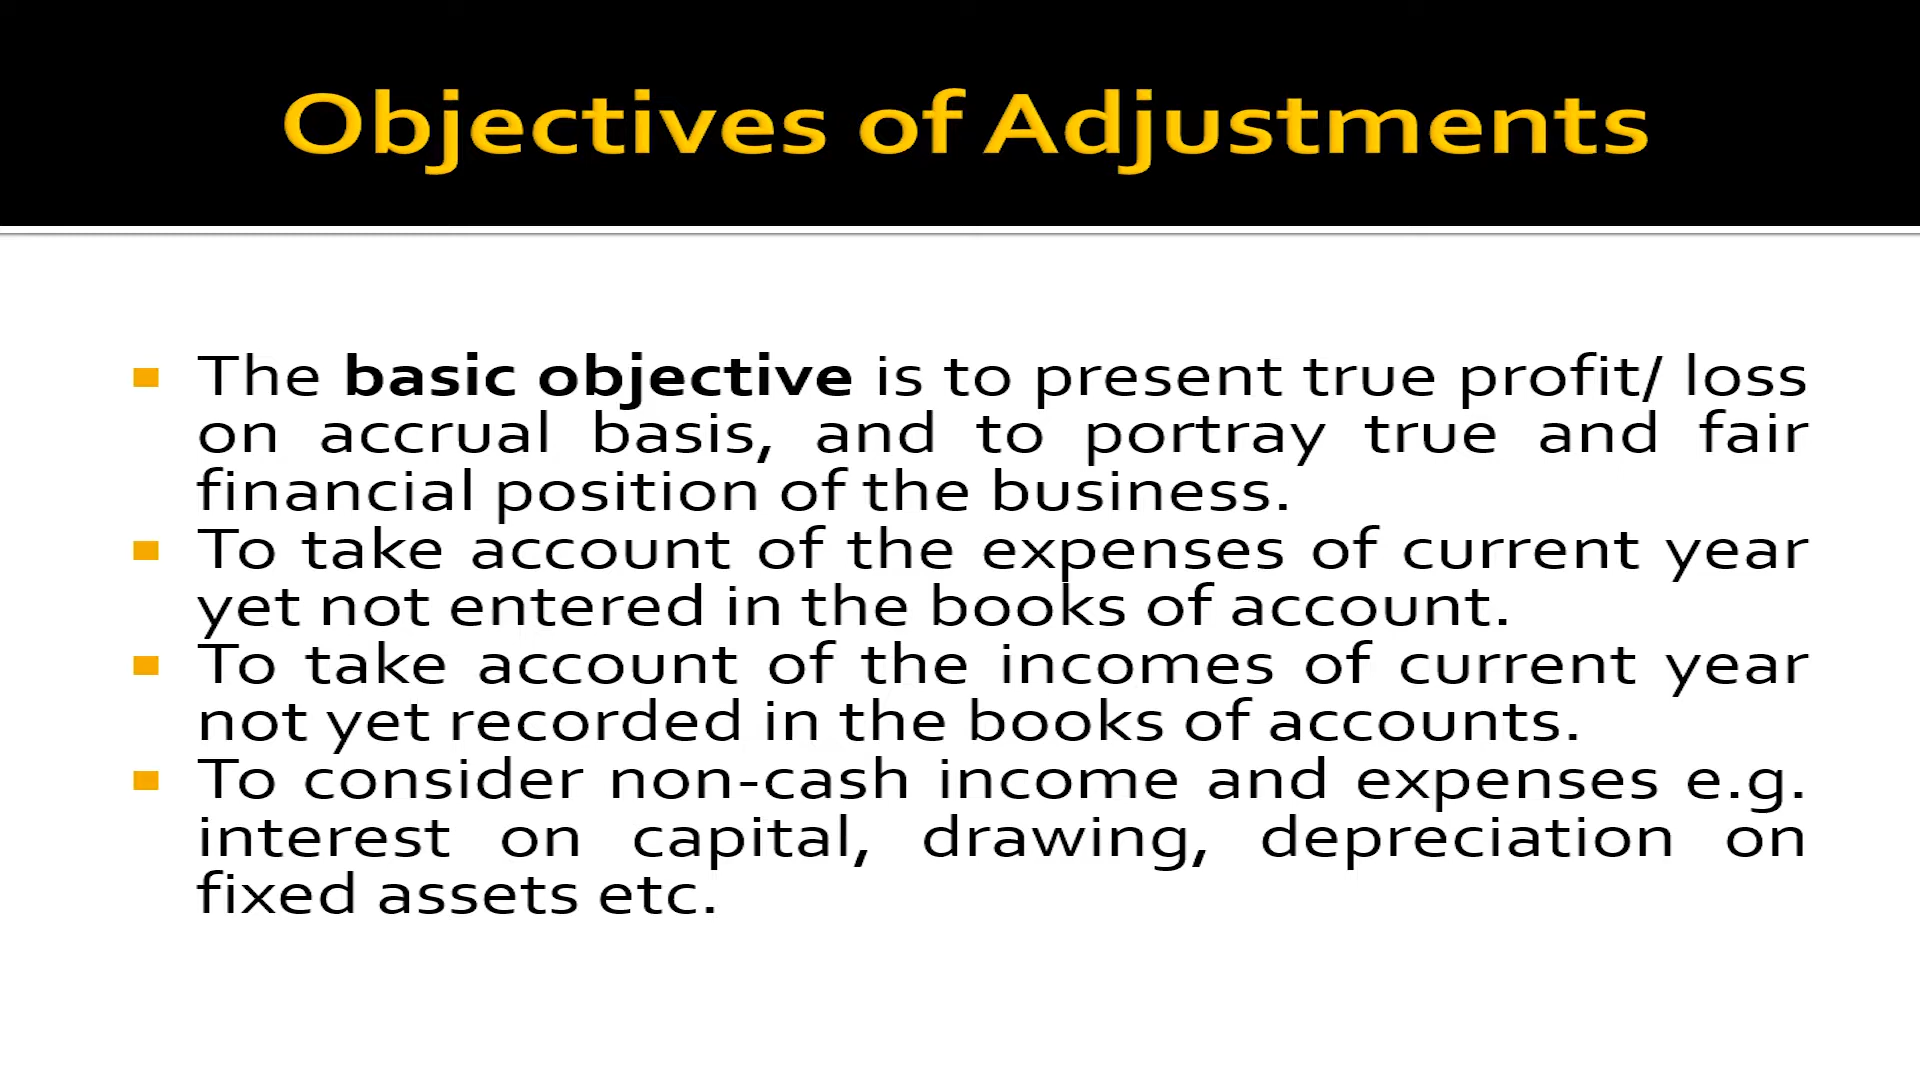 Objectives of Adjustments
The basic objective is to present true profit/ loss
on accrual basis, and to portray true and fair
financial position of the business.
To take account of the expenses of current year
yet not entered in the books of account.
To take account of the incomes of current year
not yet recorded in the books of accounts.
To consider non-cash income and expenses e.g.
interest on capital, drawing, depreciation on
fixed assets etc.